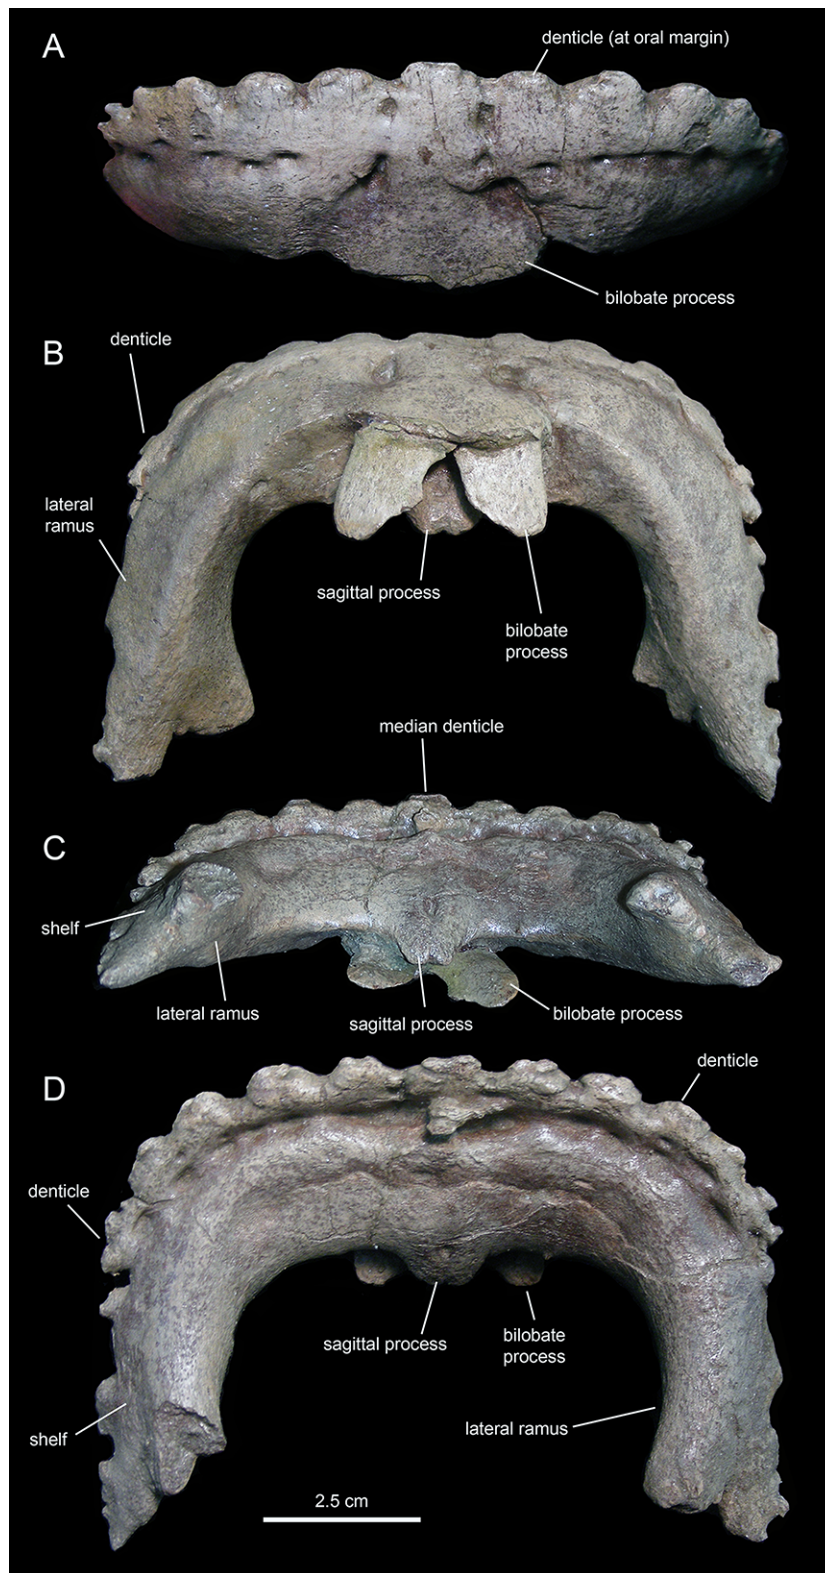 A
denticle (at oral margin)
bilobate process
B
denticle
lateral
ramus
sagittal process
bilobate
process
median denticle
C
shelf
lateral ramus
sagittal process
bilobate process
D
denticle
denticle
sagittal process
bilobate
process
shelf
lateral ramus
2.5 cm